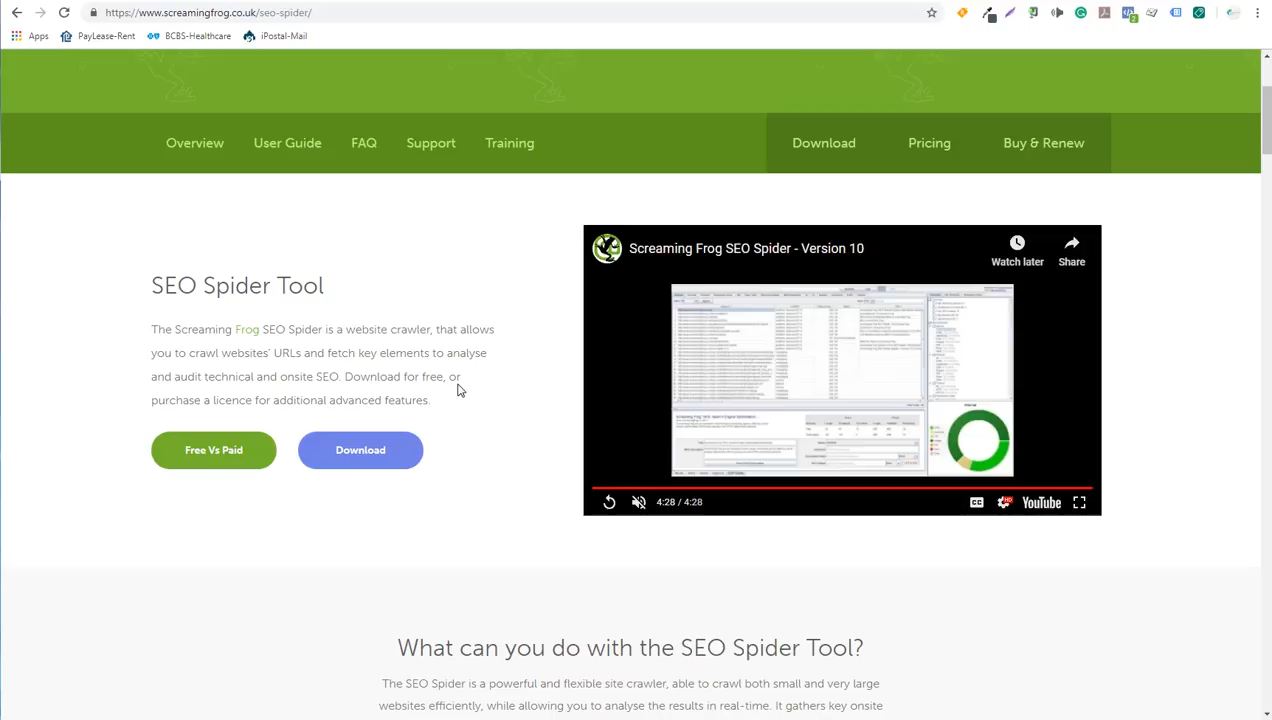 https://www.screamingfrog.co.uk/seo-spider/
Apps PayLease-Rent BCBS-Healthcare iPostal-Mail
Overview User Guide FAQ Support Training Download Pricing Buy & Renew
Screaming Frog SEO Spider - Version 10
Watch later Share
SEO Spider Tool
The Screaming Frog SEO Spider is a website crawler, that allows
you to crawl websites' URLs and fetch key elements to analyse
and audit technical and onsite SEO. Download for free, or
purchase a licence for additional advanced features.
Free Vs Paid Download
4:28 / 4:28 CC HD YouTube
What can you do with the SEO Spider Tool?
The SEO Spider is a powerful and flexible site crawler, able to crawl both small and very large
websites efficiently, while allowing you to analyse the results in real-time. It gathers key onsite